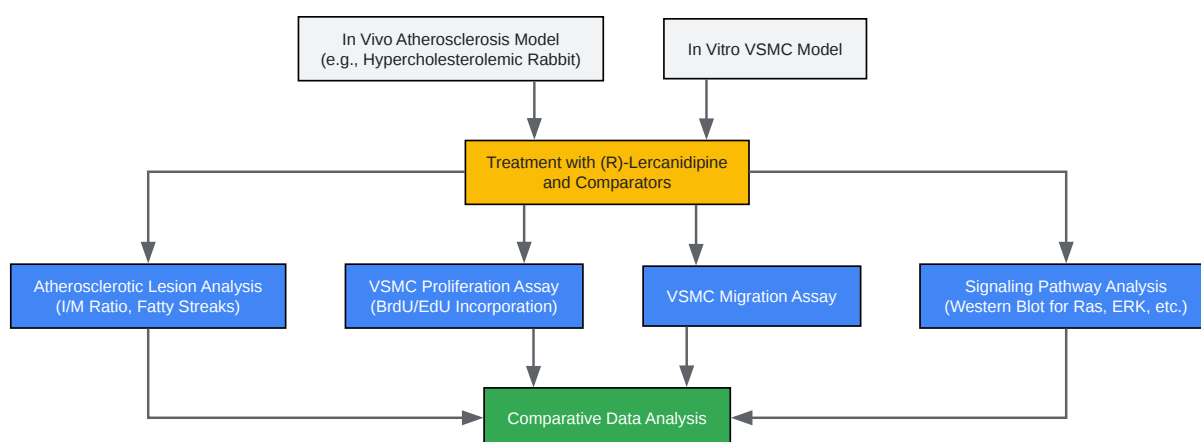 In Vivo Atherosclerosis Model
(e.g., Hypercholesterolemic Rabbit)
In Vitro VSMC Model
Treatment with (R)-Lercanidipine
and Comparators
Atherosclerotic Lesion Analysis
(I/M Ratio, Fatty Streaks)
VSMC Proliferation Assay
(BrdU/EdU Incorporation)
VSMC Migration Assay
Signaling Pathway Analysis
(Western Blot for Ras, ERK, etc.)
Comparative Data Analysis